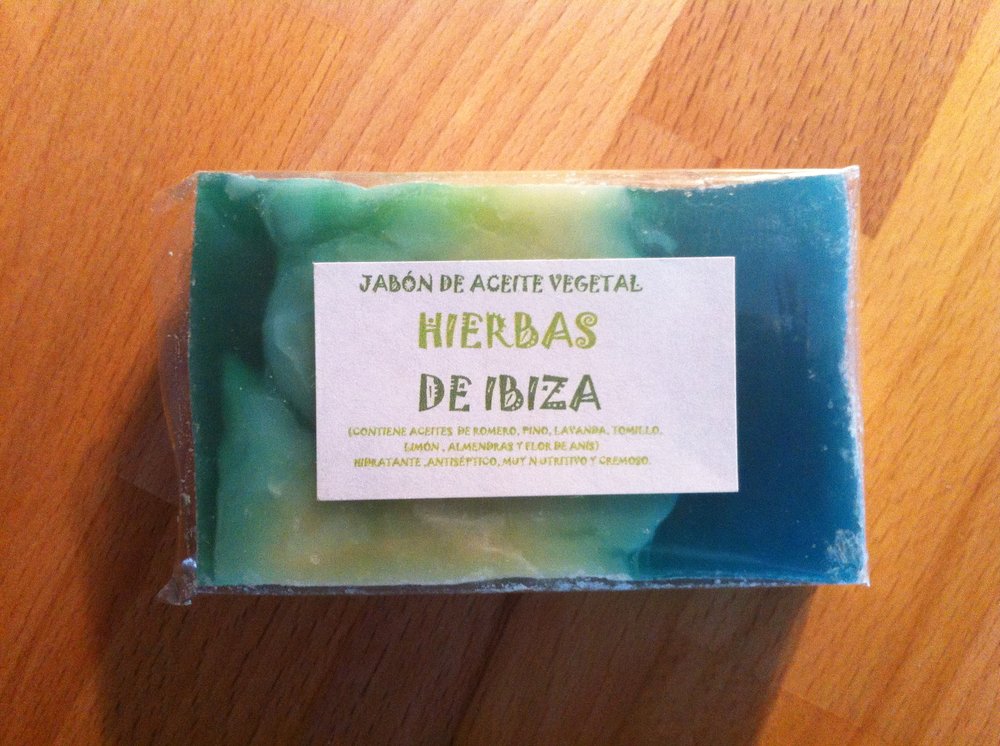 JABÓN DE ACEITE VEGETAL
HIERBAS
DE IBIZA
(CONTIENE ACEITES DE ROMERO, PINO, LAVANDA, TOMILLO,
LIMÓN , ALMENDRAS Y FLOR DE ANÍS)
HIDRATANTE ,ANTISÉPTICO, MUY NUTRITIVO Y CREMOSO.